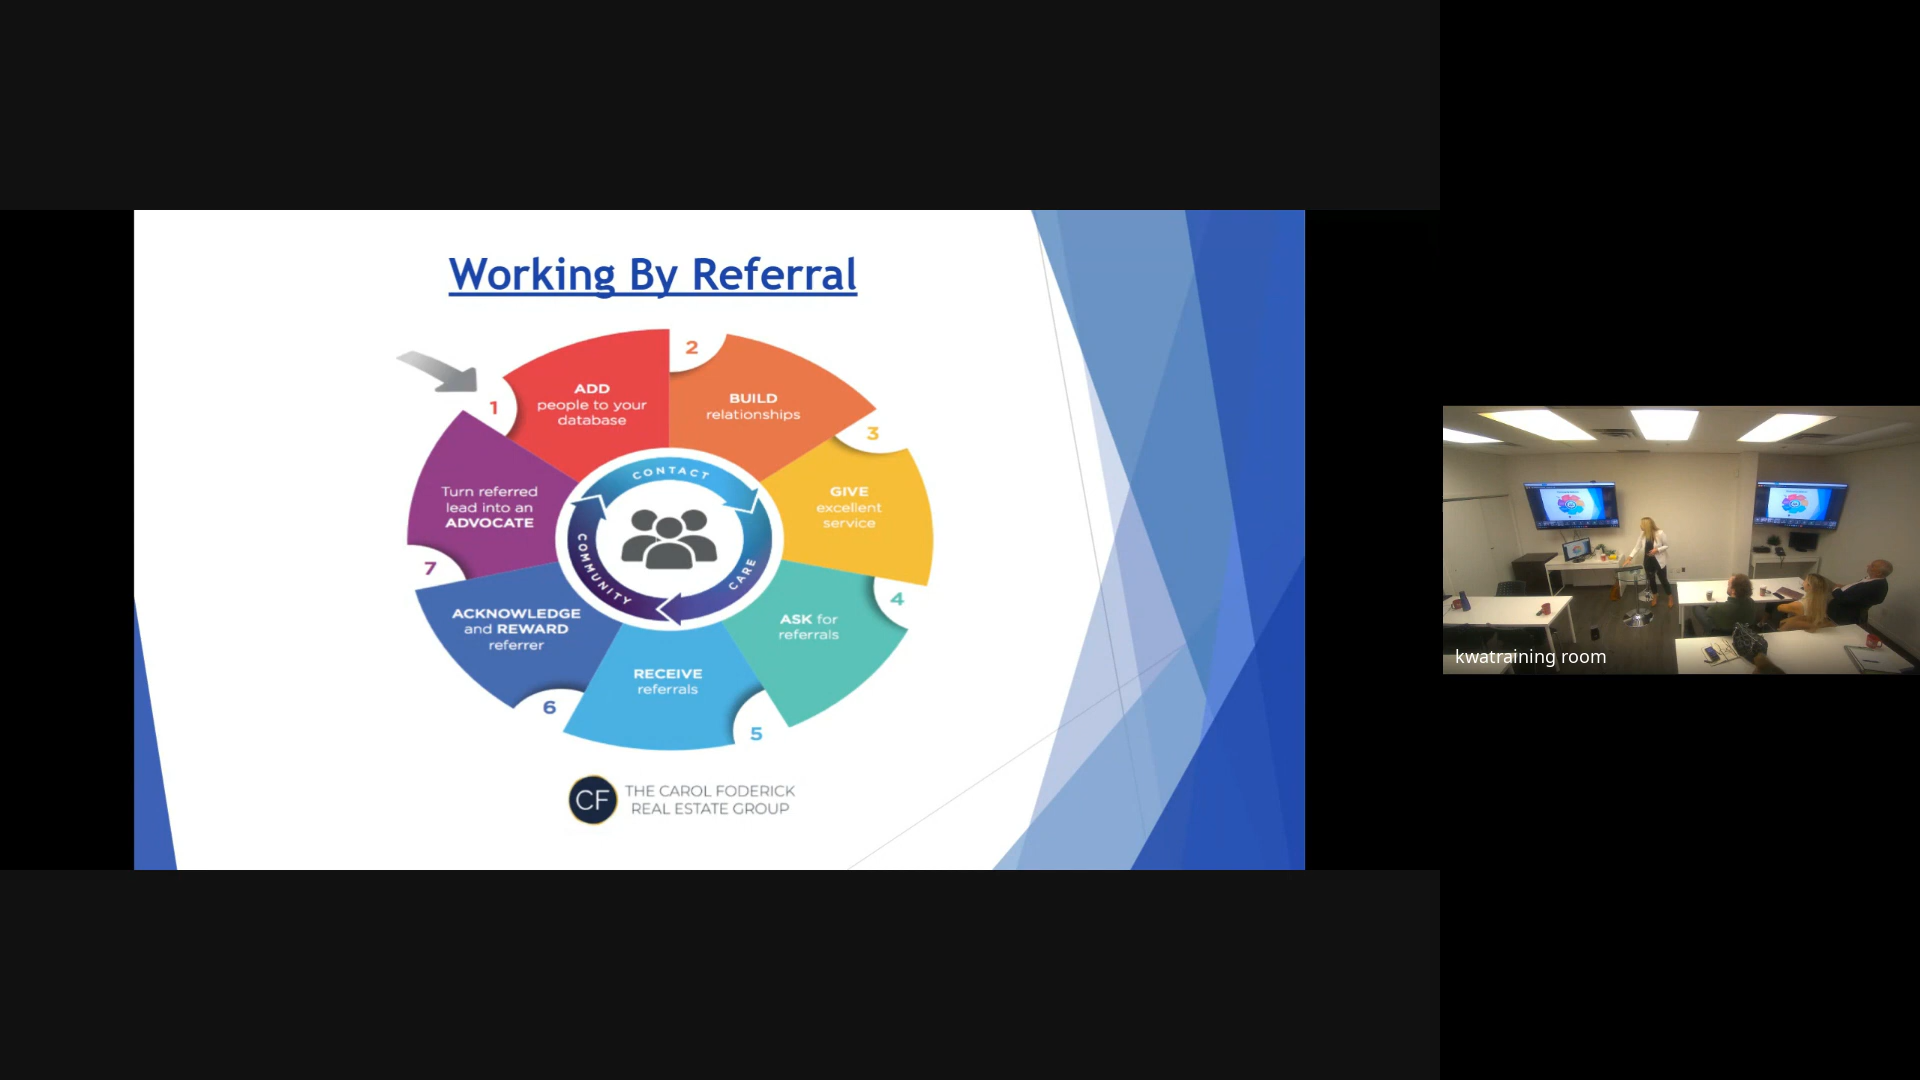 Working By Referral
1
ADD
people to your
database
2
BUILD
relationships
3
GIVE
excellent
service
4
ASK for
referrals
5
RECEIVE
referrals
6
ACKNOWLEDGE
and REWARD
referrer
7
Turn referred
lead into an
ADVOCATE
CONTACT
CARE
COMMUNITY
CF
THE CAROL FODERICK
REAL ESTATE GROUP
kwatraining room